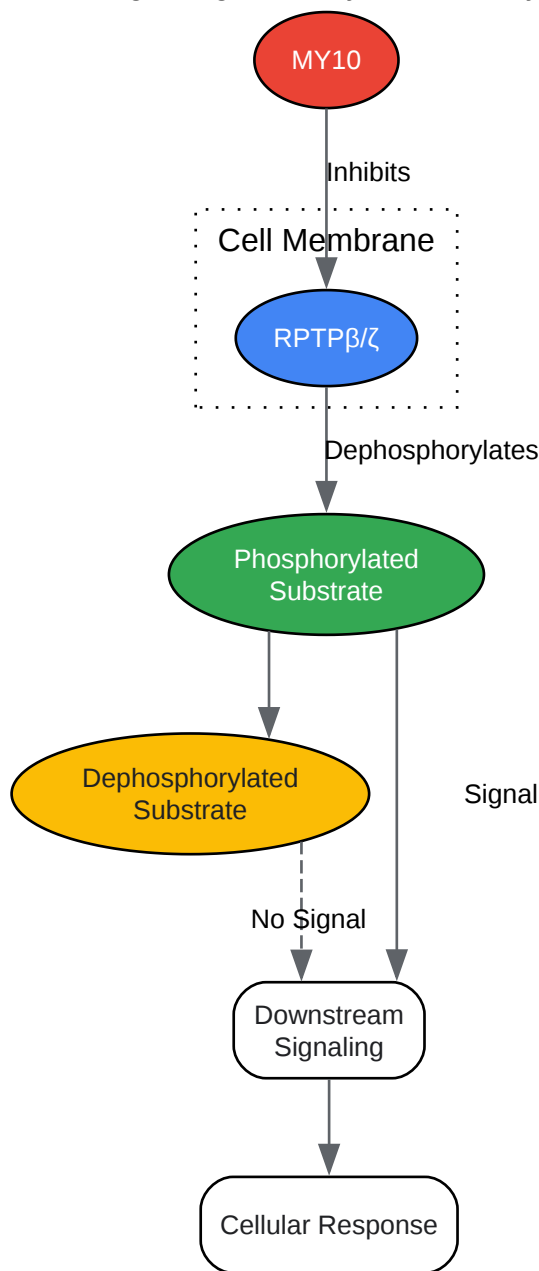 MY10
Inhibits
Cell Membrane
RPTPβ/ζ
Dephosphorylates
Phosphorylated
Substrate
Dephosphorylated
Substrate
Signal
No Signal
Downstream
Signaling
Cellular Response